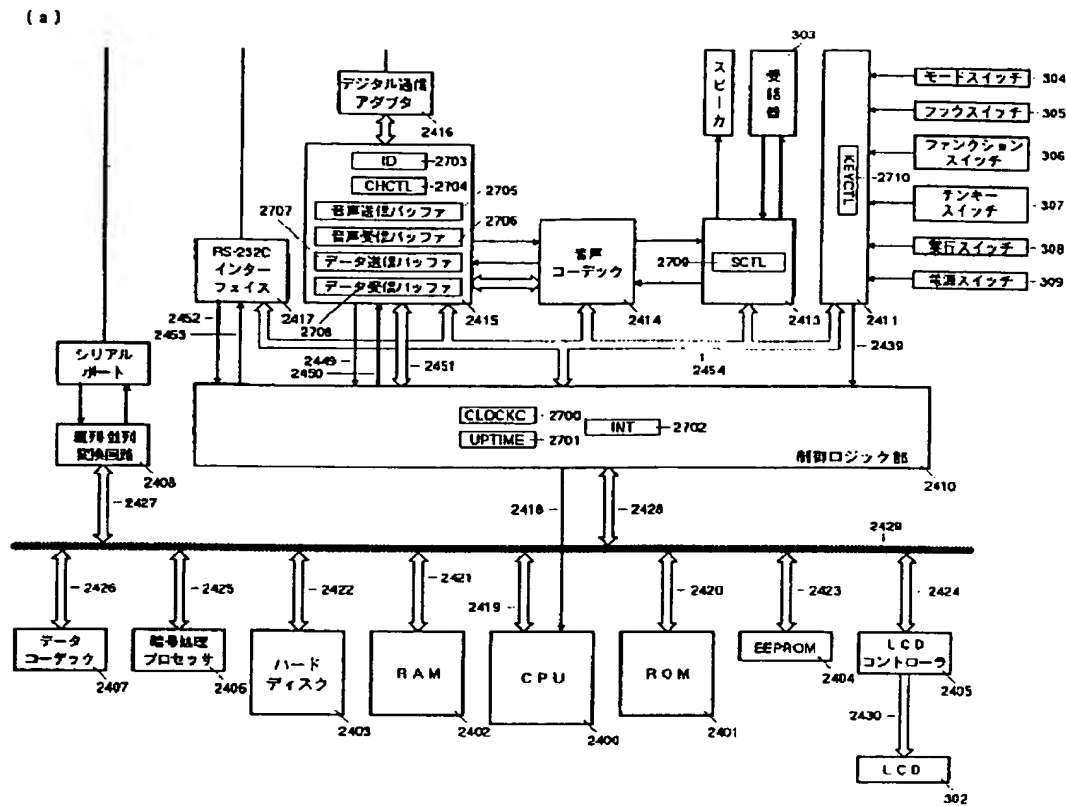 (a)
303
スピーカ
受話器
デジタル通信
アダプタ
2416
モードスイッチ
304
フックスイッチ
305
ファンクション
スイッチ
306
テンキー
スイッチ
307
実行スイッチ
308
電源スイッチ
309
KEYCTL
2710
2411
ID
2703
CHCTL
2704
2705
音声送信バッファ
2706
音声受信バッファ
2707
データ送信バッファ
データ受信バッファ
2708
2415
RS-232C
インター
フェイス
2417
音声
コーデック
2414
2709
SCTL
2413
2452
2453
2449
2450
2451
2454
2439
シリアル
ポート
直列並列
変換回路
2408
2427
CLOCKC
2700
UPTIME
2701
INT
2702
制御ロジック部
2410
2418
2428
2429
2426
2425
2422
2421
2419
2420
2423
2424
データ
コーデック
2407
暗号処理
プロセッサ
2406
ハード
ディスク
2403
RAM
2402
CPU
2400
ROM
2401
EEPROM
2404
LCD
コントローラ
2405
2430
LCD
302